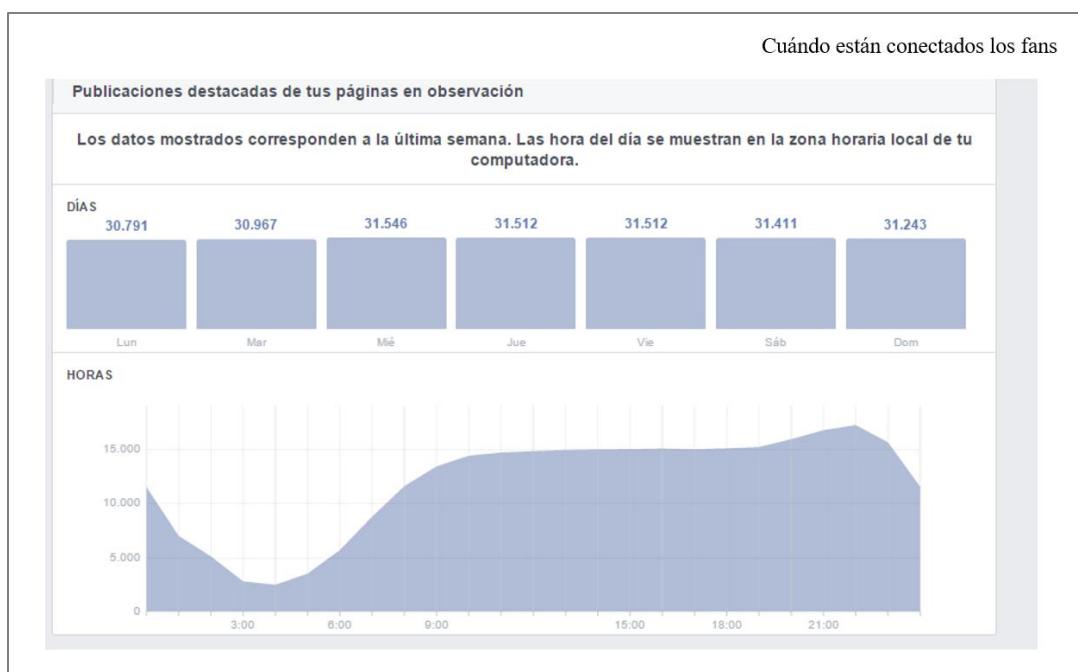 Cuándo están conectados los fans
Publicaciones destacadas de tus páginas en observación
Los datos mostrados corresponden a la última semana. Las hora del día se muestran en la zona horaria local de tu
computadora.
DÍAS
30.791 30.967 31.546 31.512 31.512 31.411 31.243
Lun Mar Mié Jue Vie Sáb Dom
HORAS
15.000
10.000
5.000
0
3:00 6:00 9:00 15:00 18:00 21:00